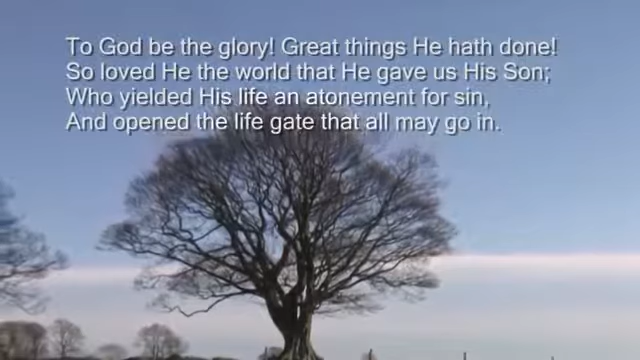 To God be the glory! Great things He hath done!
So loved He the world that He gave us His Son;
Who yielded His life an atonement for sin,
And opened the life gate that all may go in.